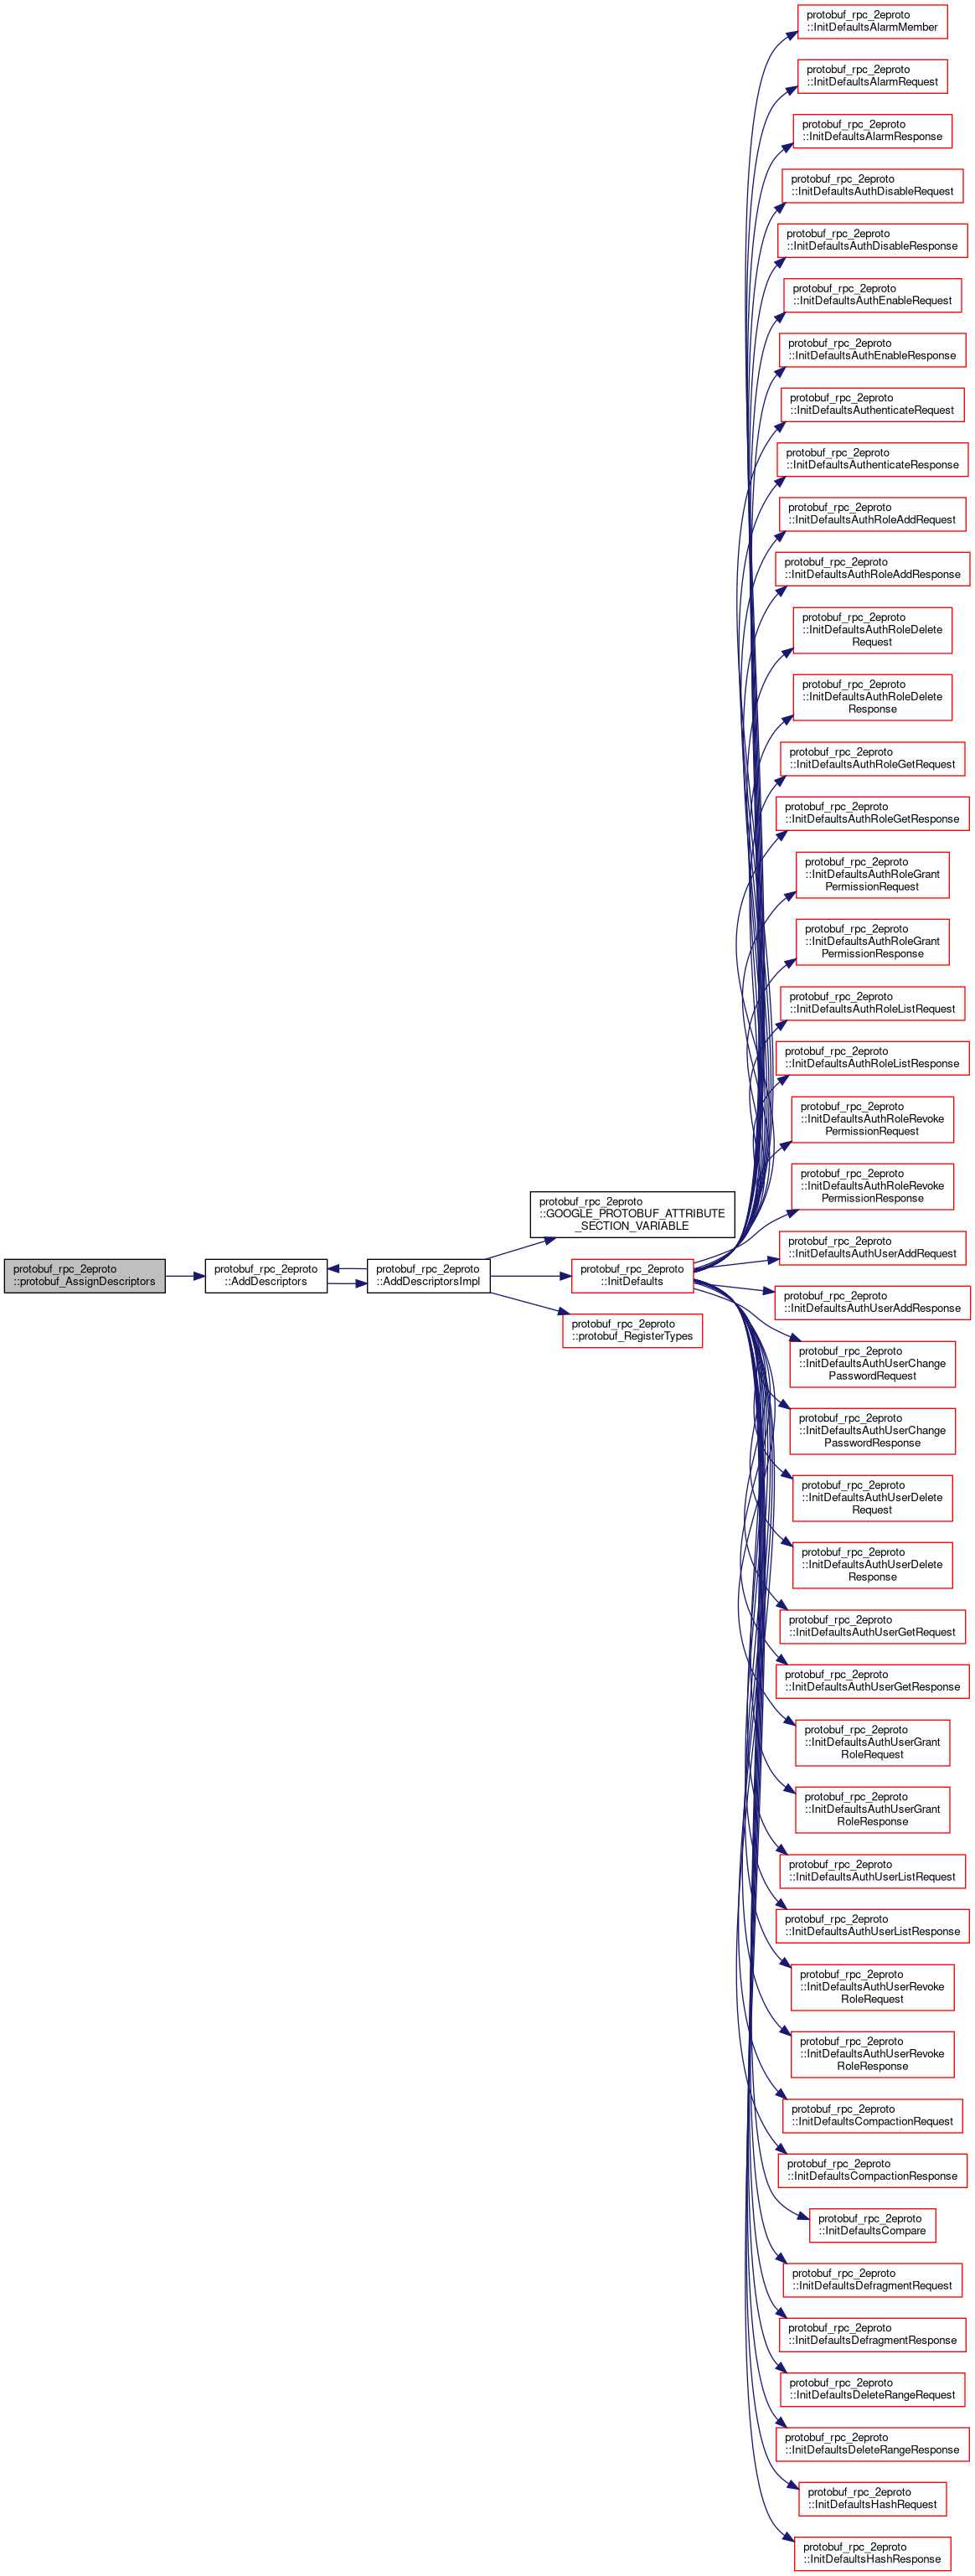 protobuf_rpc_2eproto
::protobuf_AssignDescriptors
protobuf_rpc_2eproto
::AddDescriptors
protobuf_rpc_2eproto
::AddDescriptorsImpl
protobuf_rpc_2eproto
::GOOGLE_PROTOBUF_ATTRIBUTE
_SECTION_VARIABLE
protobuf_rpc_2eproto
::InitDefaults
protobuf_rpc_2eproto
::protobuf_RegisterTypes
protobuf_rpc_2eproto
::InitDefaultsAlarmMember
protobuf_rpc_2eproto
::InitDefaultsAlarmRequest
protobuf_rpc_2eproto
::InitDefaultsAlarmResponse
protobuf_rpc_2eproto
::InitDefaultsAuthDisableRequest
protobuf_rpc_2eproto
::InitDefaultsAuthDisableResponse
protobuf_rpc_2eproto
::InitDefaultsAuthEnableRequest
protobuf_rpc_2eproto
::InitDefaultsAuthEnableResponse
protobuf_rpc_2eproto
::InitDefaultsAuthenticateRequest
protobuf_rpc_2eproto
::InitDefaultsAuthenticateResponse
protobuf_rpc_2eproto
::InitDefaultsAuthRoleAddRequest
protobuf_rpc_2eproto
::InitDefaultsAuthRoleAddResponse
protobuf_rpc_2eproto
::InitDefaultsAuthRoleDelete
Request
protobuf_rpc_2eproto
::InitDefaultsAuthRoleDelete
Response
protobuf_rpc_2eproto
::InitDefaultsAuthRoleGetRequest
protobuf_rpc_2eproto
::InitDefaultsAuthRoleGetResponse
protobuf_rpc_2eproto
::InitDefaultsAuthRoleGrant
PermissionRequest
protobuf_rpc_2eproto
::InitDefaultsAuthRoleGrant
PermissionResponse
protobuf_rpc_2eproto
::InitDefaultsAuthRoleListRequest
protobuf_rpc_2eproto
::InitDefaultsAuthRoleListResponse
protobuf_rpc_2eproto
::InitDefaultsAuthRoleRevoke
PermissionRequest
protobuf_rpc_2eproto
::InitDefaultsAuthRoleRevoke
PermissionResponse
protobuf_rpc_2eproto
::InitDefaultsAuthUserAddRequest
protobuf_rpc_2eproto
::InitDefaultsAuthUserAddResponse
protobuf_rpc_2eproto
::InitDefaultsAuthUserChange
PasswordRequest
protobuf_rpc_2eproto
::InitDefaultsAuthUserChange
PasswordResponse
protobuf_rpc_2eproto
::InitDefaultsAuthUserDelete
Request
protobuf_rpc_2eproto
::InitDefaultsAuthUserDelete
Response
protobuf_rpc_2eproto
::InitDefaultsAuthUserGetRequest
protobuf_rpc_2eproto
::InitDefaultsAuthUserGetResponse
protobuf_rpc_2eproto
::InitDefaultsAuthUserGrant
RoleRequest
protobuf_rpc_2eproto
::InitDefaultsAuthUserGrant
RoleResponse
protobuf_rpc_2eproto
::InitDefaultsAuthUserListRequest
protobuf_rpc_2eproto
::InitDefaultsAuthUserListResponse
protobuf_rpc_2eproto
::InitDefaultsAuthUserRevoke
RoleRequest
protobuf_rpc_2eproto
::InitDefaultsAuthUserRevoke
RoleResponse
protobuf_rpc_2eproto
::InitDefaultsCompactionRequest
protobuf_rpc_2eproto
::InitDefaultsCompactionResponse
protobuf_rpc_2eproto
::InitDefaultsCompare
protobuf_rpc_2eproto
::InitDefaultsDefragmentRequest
protobuf_rpc_2eproto
::InitDefaultsDefragmentResponse
protobuf_rpc_2eproto
::InitDefaultsDeleteRangeRequest
protobuf_rpc_2eproto
::InitDefaultsDeleteRangeResponse
protobuf_rpc_2eproto
::InitDefaultsHashRequest
protobuf_rpc_2eproto
::InitDefaultsHashResponse